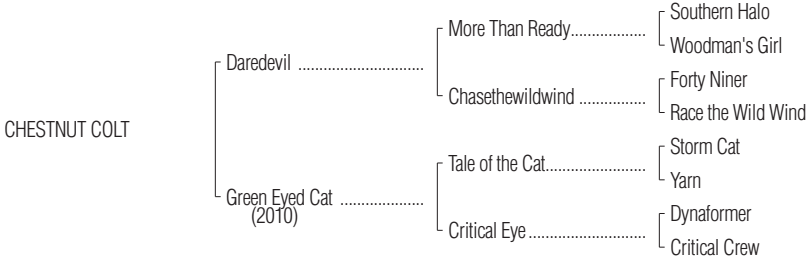 Southern Halo
More Than Ready..................
Woodman's Girl
Daredevil ..............................
Forty Niner
Chasethewildwind ................
Race the Wild Wind
CHESTNUT COLT
Storm Cat
Tale of the Cat........................
Yarn
Green Eyed Cat ....................
(2010)
Dynaformer
Critical Eye ............................
Critical Crew